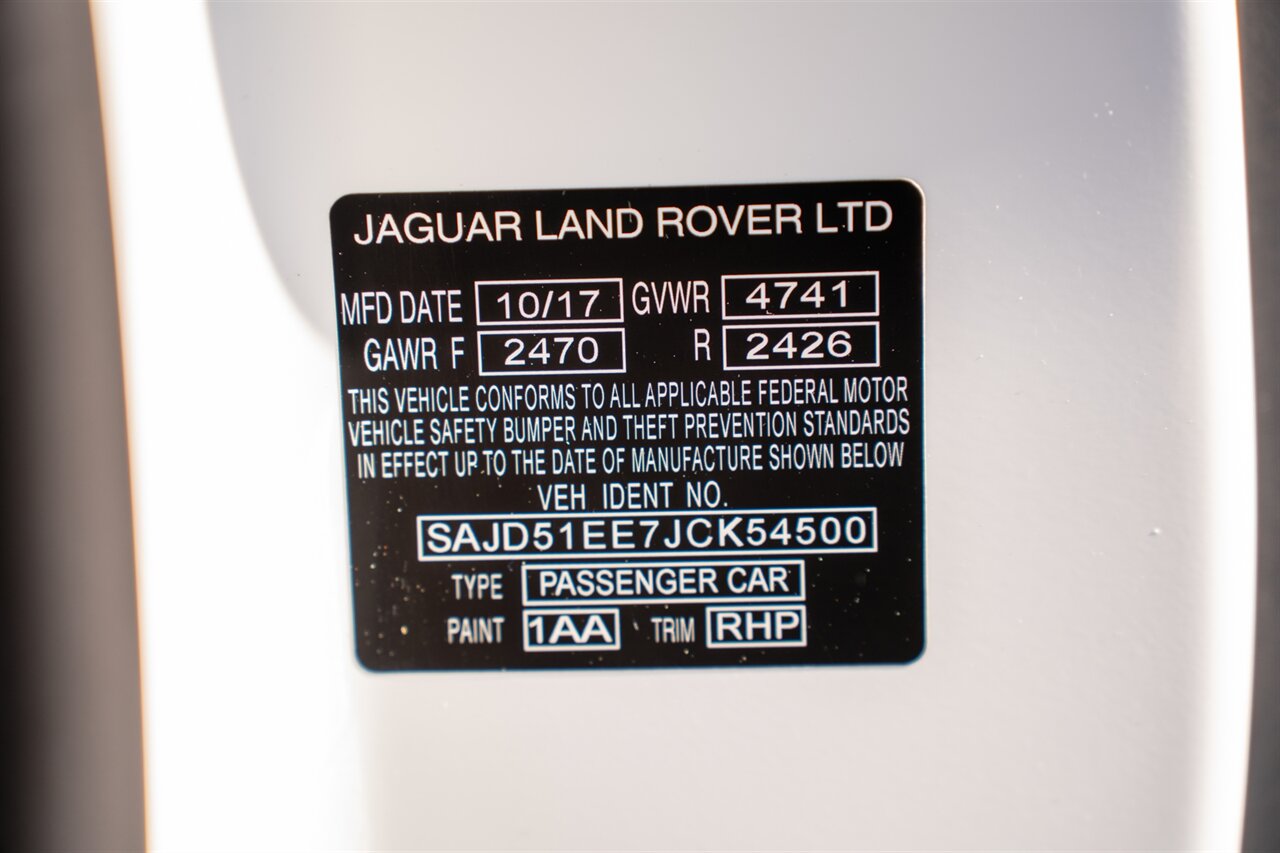 JAGUAR LAND ROVER LTD
MFD DATE 10/17 GVWR 4741
GAWR F 2470 R 2426
THIS VEHICLE CONFORMS TO ALL APPLICABLE FEDERAL MOTOR
VEHICLE SAFETY BUMPER AND THEFT PREVENTION STANDARDS
IN EFFECT UP TO THE DATE OF MANUFACTURE SHOWN BELOW
VEH IDENT NO.
SAJD51EE7JCK54500
TYPE PASSENGER CAR
PAINT 1AA TRIM RHP